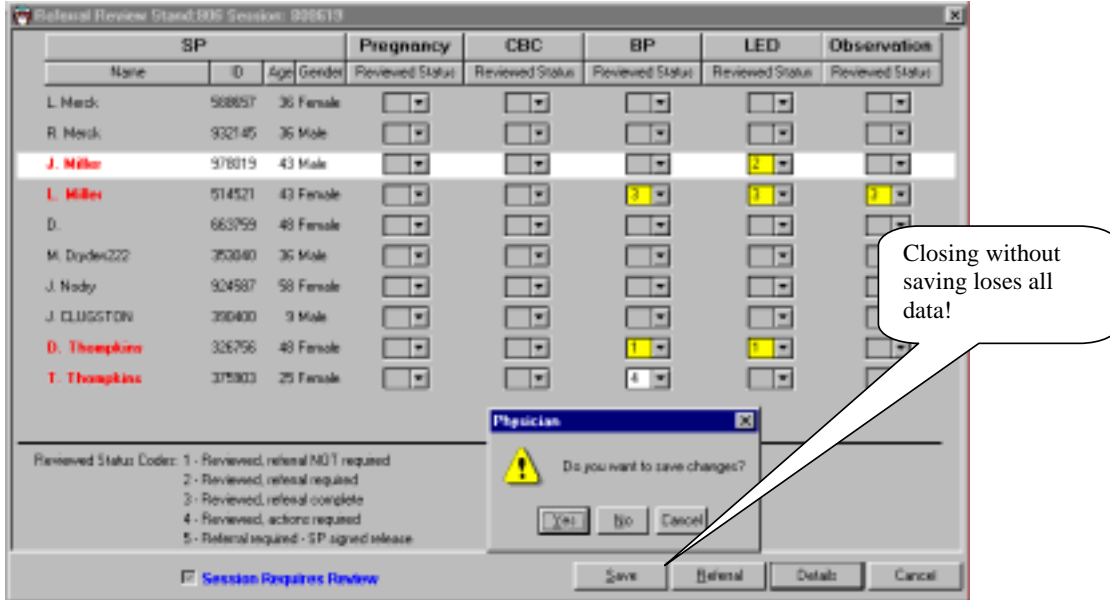 Referral Review Stand:806 Session: 808619
SP Pregnancy CBC BP LED Observation
Name ID Age Gender Reviewed Status Reviewed Status Reviewed Status Reviewed Status Reviewed Status
L. Merck 588657 36 Female
R. Merck 932145 36 Male
J. Miller 978019 43 Male 2
L. Miller 514521 43 Female 3 3 3
D. 663759 48 Female
M. Dryden222 353040 36 Male
J. Nodry 924587 58 Female
J. CLUGSTON 390400 9 Male
D. Thompkins 326756 48 Female 1 1
T. Thompkins 375903 25 Female 4
Closing without
saving loses all
data!
Physician
Do you want to save changes?
Yes No Cancel
Reviewed Status Codes: 1 - Reviewed, referral NOT required
2 - Reviewed, referral required
3 - Reviewed, referral complete
4 - Reviewed, actions required
5 - Referral required - SP signed release
Session Requires Review Save Referral Details Cancel